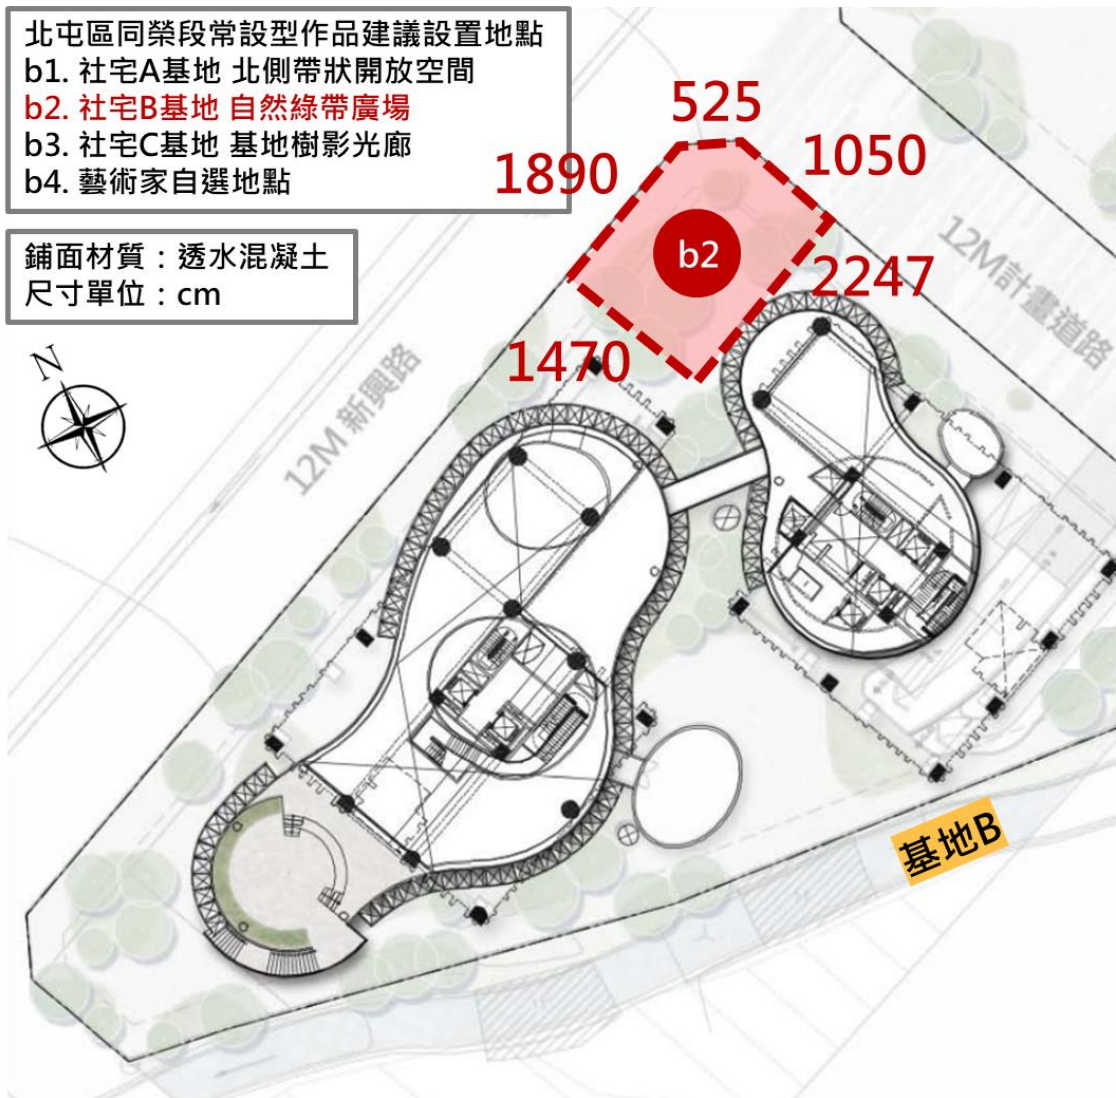 北屯區同榮段常設型作品建議設置地點
b1. 社宅A基地 北側帶狀開放空間
b2. 社宅B基地 自然綠帶廣場
b3. 社宅C基地 基地樹影光廊
b4. 藝術家自選地點
鋪面材質：透水混凝土
尺寸單位：cm
525
1890
1050
b2
12M計畫道路
2247
1470
N
12M 新興路
基地B